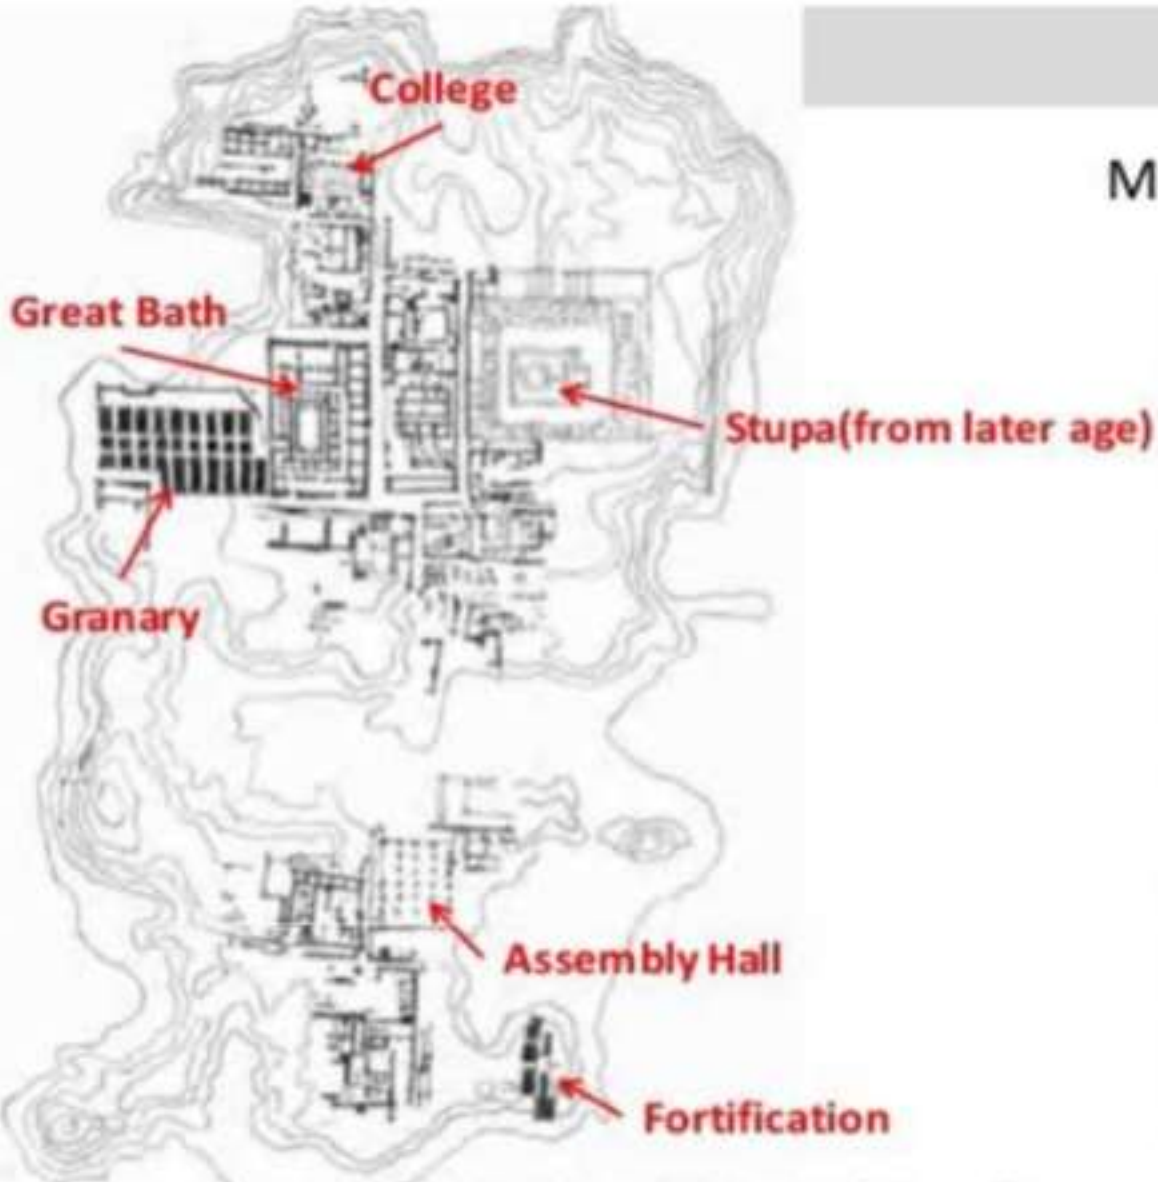 College
M
Great Bath
Stupa(from later age)
Granary
Assembly Hall
Fortification